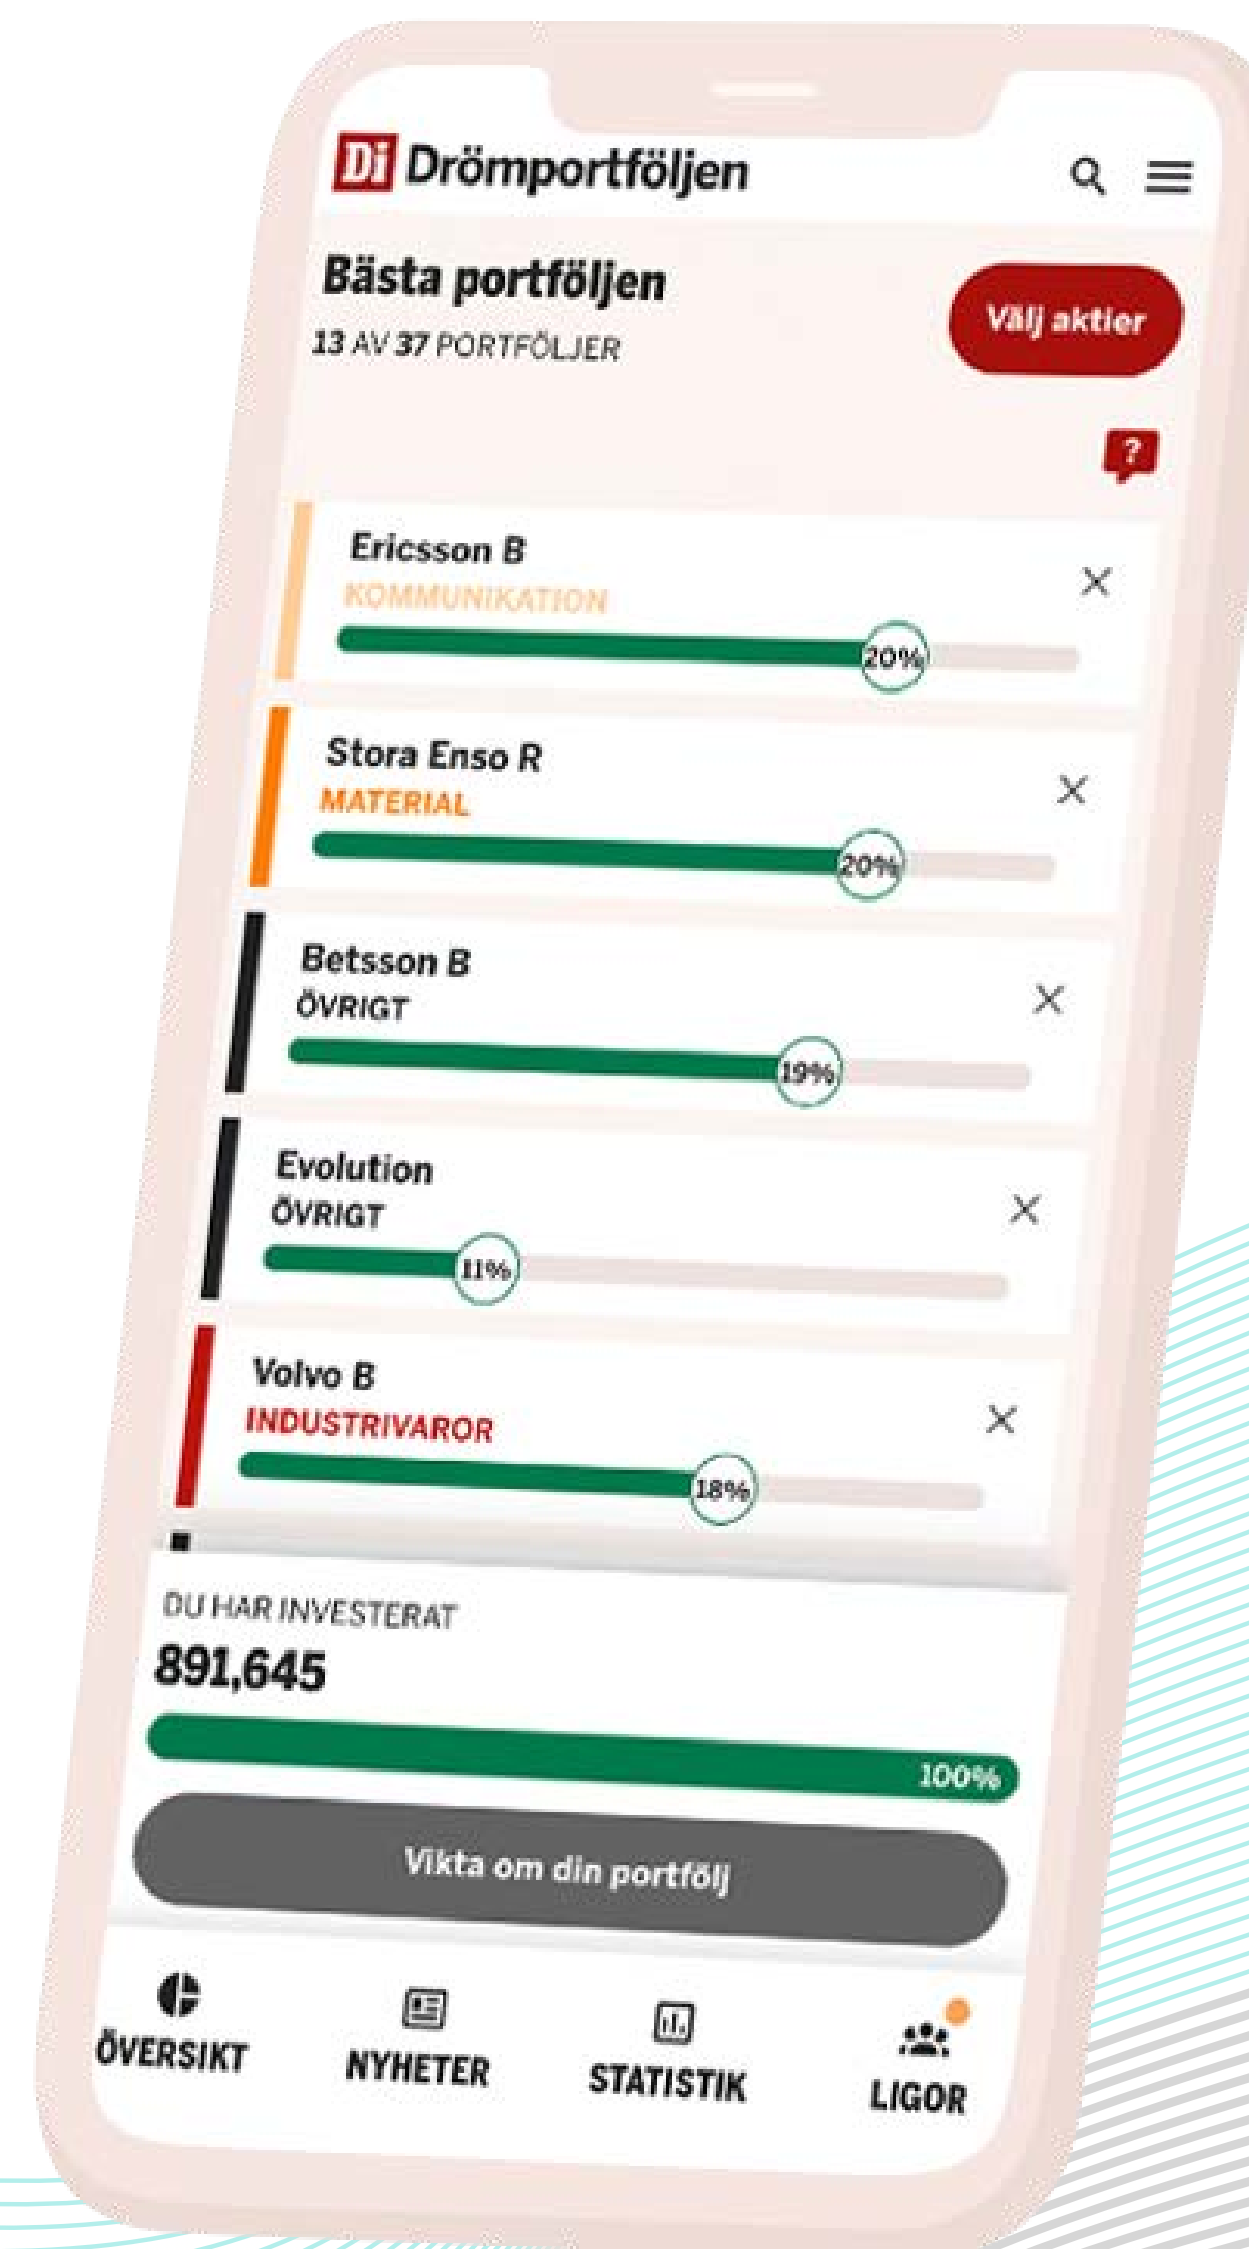 Di Drömportföljen
Bästa portföljen
Välj aktier
13 AV 37 PORTFÖLJER
?
Ericsson B
KOMMUNIKATION
20%
Stora Enso R
MATERIAL
20%
Betsson B
ÖVRIGT
19%
Evolution
ÖVRIGT
11%
Volvo B
INDUSTRIVAROR
18%
DU HAR INVESTERAT
891,645
100%
Vikta om din portfölj
ÖVERSIKT
NYHETER
STATISTIK
LIGOR